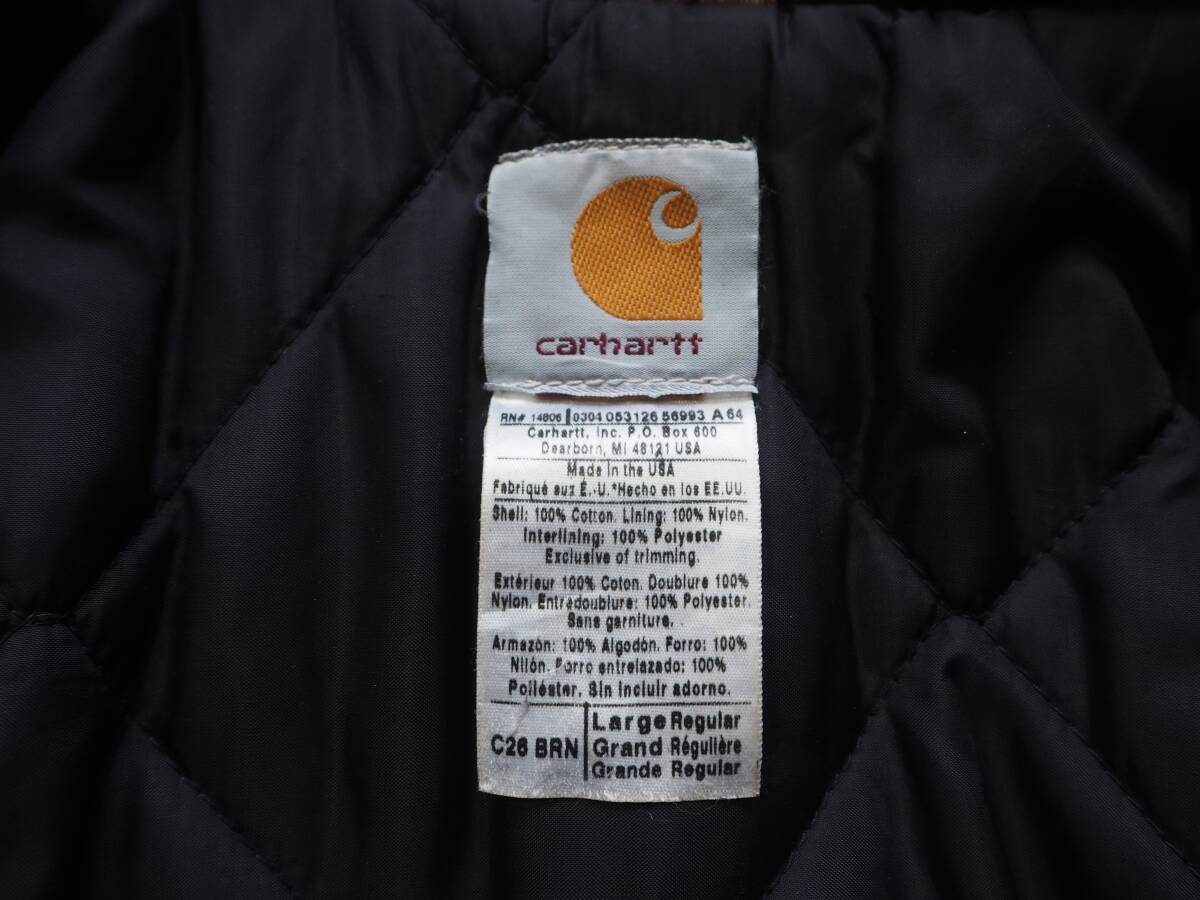 carhartt
RN# 14806 0304 053126 56993 A 64
Carhartt, Inc. P.O. Box 600
Dearborn, MI 48121 USA
Made in the USA
Fabriqué aux É.-U.*Hecho en los EE.UU.
Shell: 100% Cotton. Lining: 100% Nylon.
Interlining: 100% Polyester
Exclusive of trimming.
Extérieur 100% Coton. Doublure 100%
Nylon. Entredoublure: 100% Polyester.
Sans garniture.
Armazón: 100% Algodón. Forro: 100%
Nilón. Forro entrelazado: 100%
Poliéster. Sin incluir adorno.
C26 BRN
Large Regular
Grand Régulière
Grande Regular